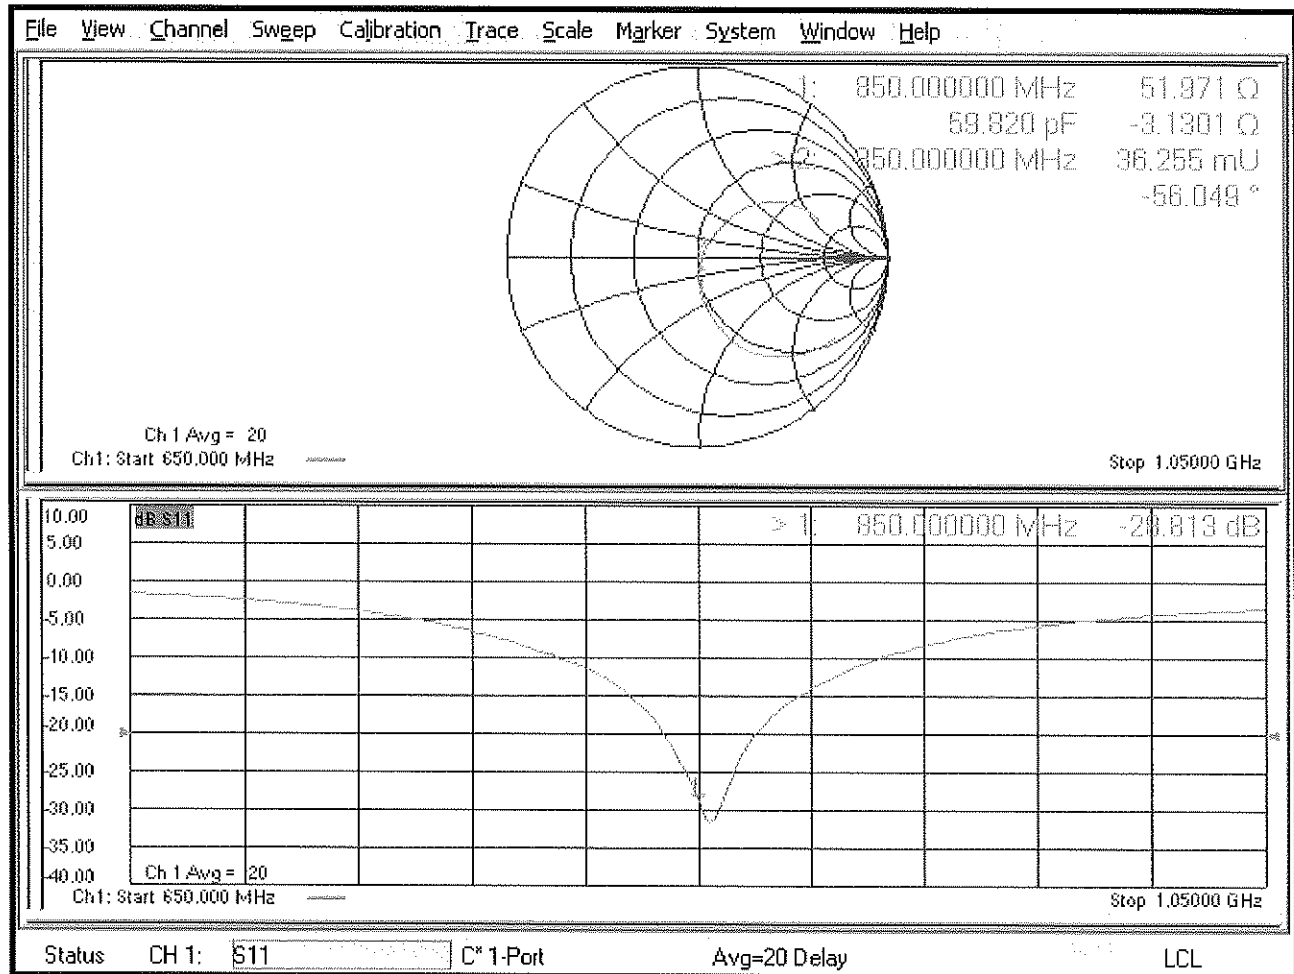 File View Channel Sweep Calibration Trace Scale Marker System Window Help
1: 850.000000 MHz 51.971 Ω
59.820 pF -3.1301 Ω
> 2: 850.000000 MHz 36.255 mU
-56.049 °
Ch 1 Avg = 20
Ch1: Start 650.000 MHz
Stop 1.05000 GHz
10.00 dB S11 > 1: 850.000000 MHz -28.813 dB
5.00
0.00
-5.00
-10.00
-15.00
-20.00
-25.00
-30.00
-35.00
-40.00 Ch 1 Avg = 20
Ch1: Start 650.000 MHz
Stop 1.05000 GHz
Status CH 1: S11 C* 1-Port Avg=20 Delay LCL